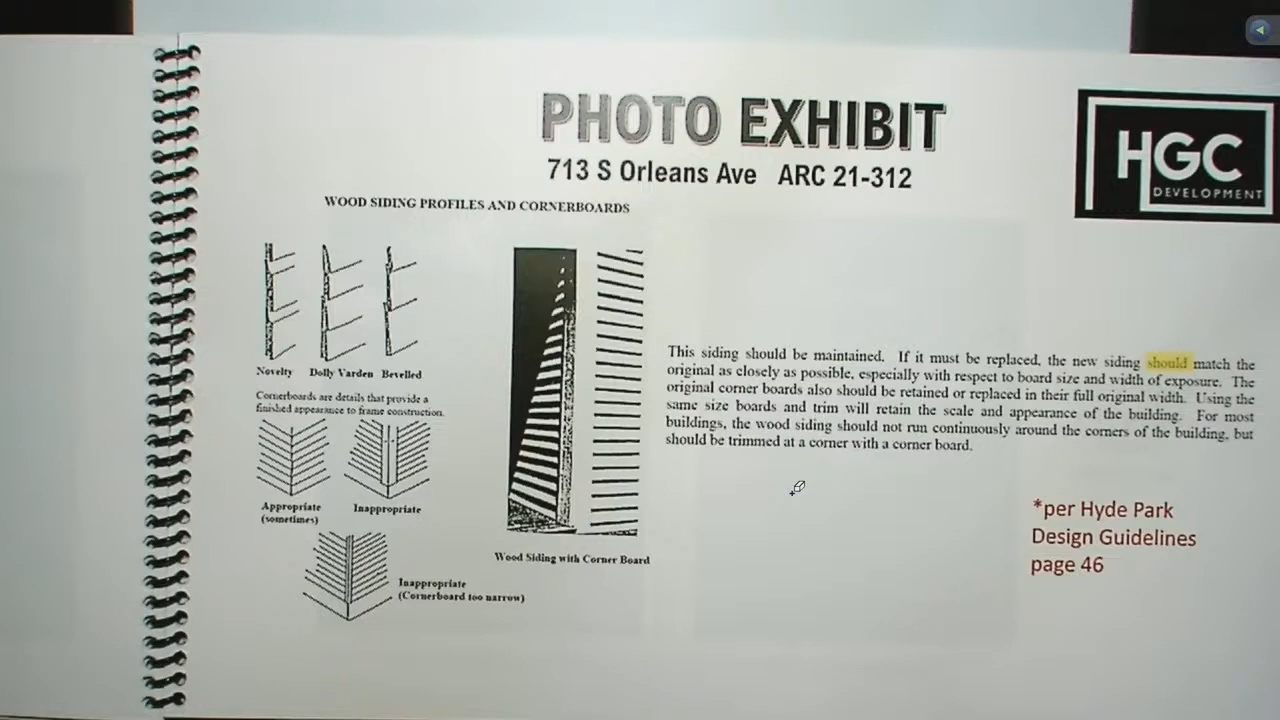 PHOTO EXHIBIT
713 S Orleans Ave ARC 21-312
HGC
DEVELOPMENT
WOOD SIDING PROFILES AND CORNERBOARDS
Novelty Dolly Varden Bevelled
Cornerboards are details that provide a
finished appearance to frame construction.
Appropriate
(sometimes)
Inappropriate
Inappropriate
(Cornerboard too narrow)
Wood Siding with Corner Board
This siding should be maintained. If it must be replaced, the new siding should match the
original as closely as possible, especially with respect to board size and width of exposure. The
original corner boards also should be retained or replaced in their full original width. Using the
same size boards and trim will retain the scale and appearance of the building. For most
buildings, the wood siding should not run continuously around the corners of the building, but
should be trimmed at a corner with a corner board.
*per Hyde Park
Design Guidelines
page 46